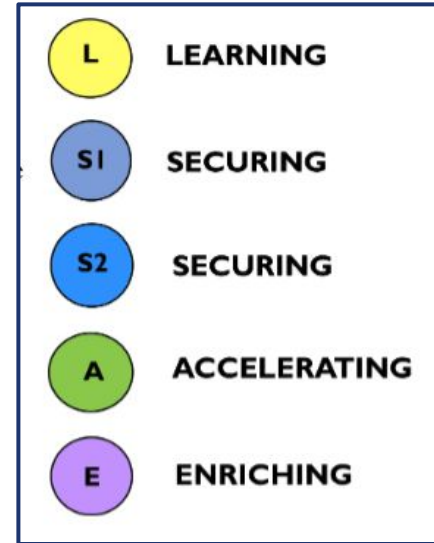 L LEARNING
S1 SECURING
S2 SECURING
A ACCELERATING
E ENRICHING